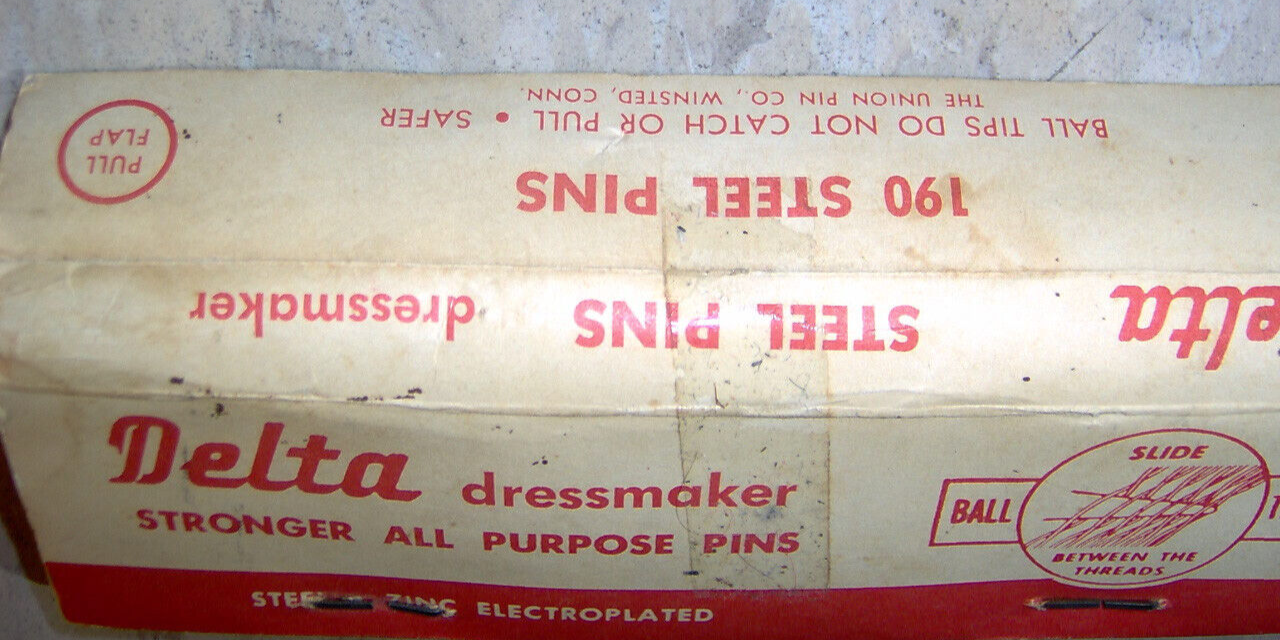 THE UNION PIN CO., WINSTED, CONN.
BALL TIPS DO NOT CATCH OR PULL • SAFER
PULL
FLAP
190 STEEL PINS
elta STEEL PINS dressmaker
Delta dressmaker
STRONGER ALL PURPOSE PINS
BALL
SLIDE
BETWEEN THE
THREADS
ZINC ELECTROPLATED